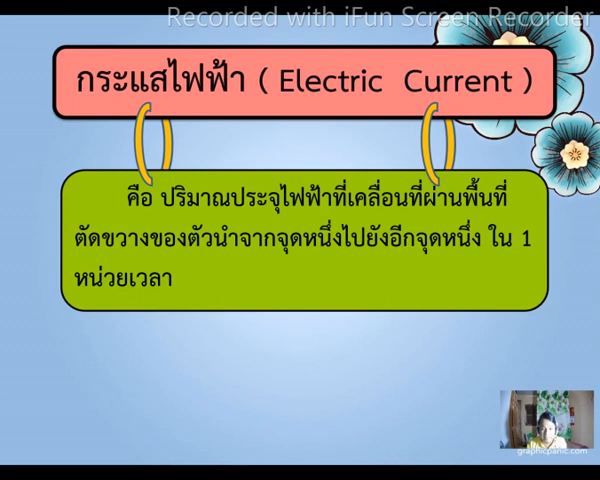 Recorded with iFun Screen Recorder
กระแสไฟฟ้า ( Electric Current )
คือ ปริมาณประจุไฟฟ้าที่เคลื่อนที่ผ่านพื้นที่
ตัดขวางของตัวนำจากจุดหนึ่งไปยังอีกจุดหนึ่ง ใน 1
หน่วยเวลา
graphicpanic.com